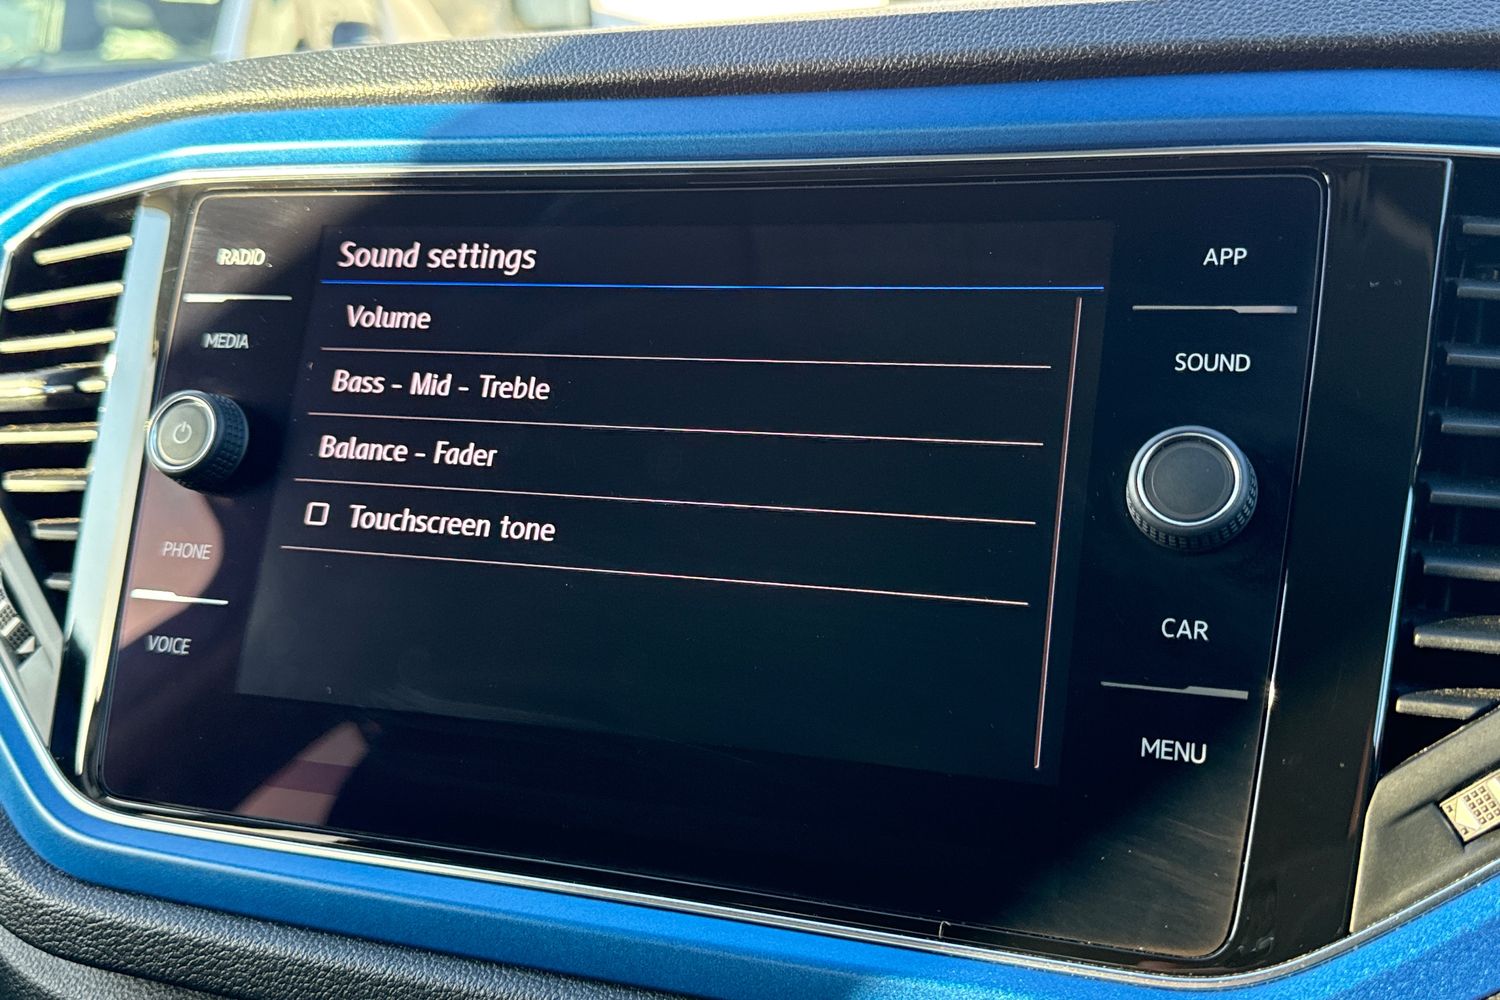 RADIO
MEDIA
PHONE
VOICE
Sound settings
Volume
Bass - Mid - Treble
Balance - Fader
Touchscreen tone
APP
SOUND
CAR
MENU